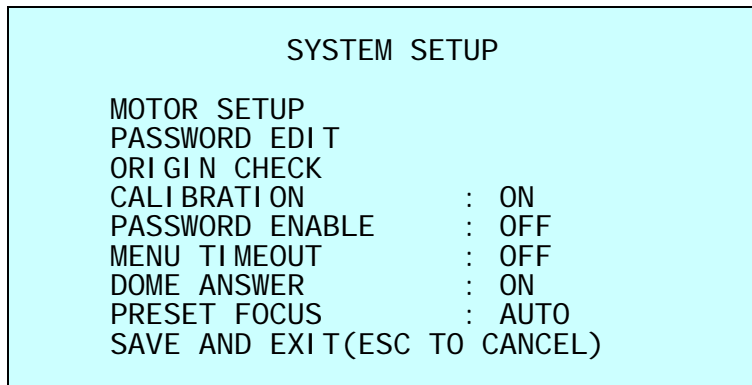 SYSTEM SETUP
MOTOR SETUP
PASSWORD EDIT
ORIGIN CHECK
CALIBRATION : ON
PASSWORD ENABLE : OFF
MENU TIMEOUT : OFF
DOME ANSWER : ON
PRESET FOCUS : AUTO
SAVE AND EXIT(ESC TO CANCEL)